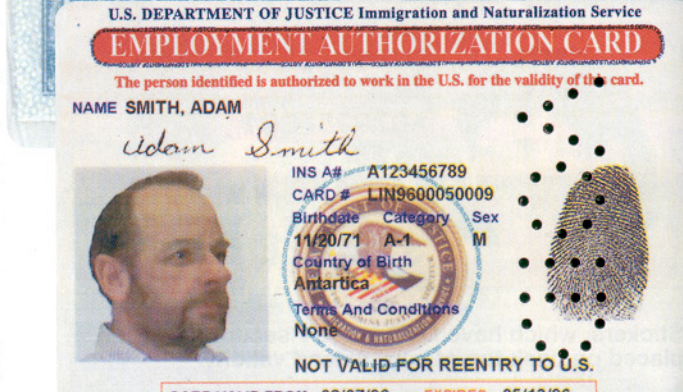 U.S. DEPARTMENT OF JUSTICE Immigration and Naturalization Service
EMPLOYMENT AUTHORIZATION CARD
The person identified is authorized to work in the U.S. for the validity of this card.
NAME SMITH, ADAM
Adam Smith
INS A# A123456789
CARD # LIN9600050009
Birthdate Category Sex
11/20/71 A-1 M
Country of Birth
Antartica
Terms And Conditions
None
NOT VALID FOR REENTRY TO U.S.